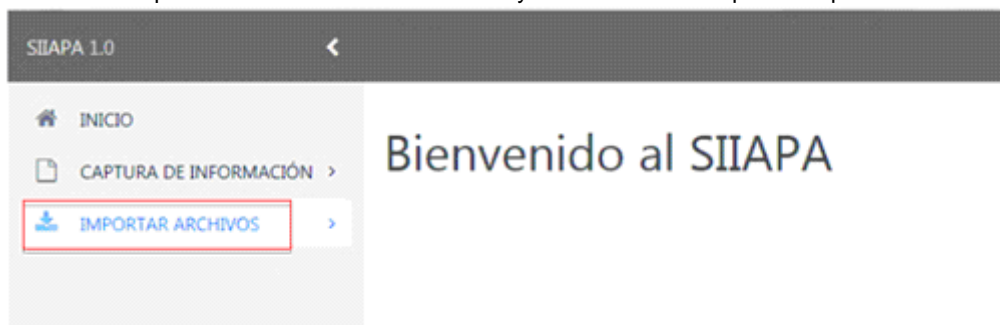 SIIAPA 1.0
INICIO
CAPTURA DE INFORMACIÓN
IMPORTAR ARCHIVOS
Bienvenido al SIIAPA